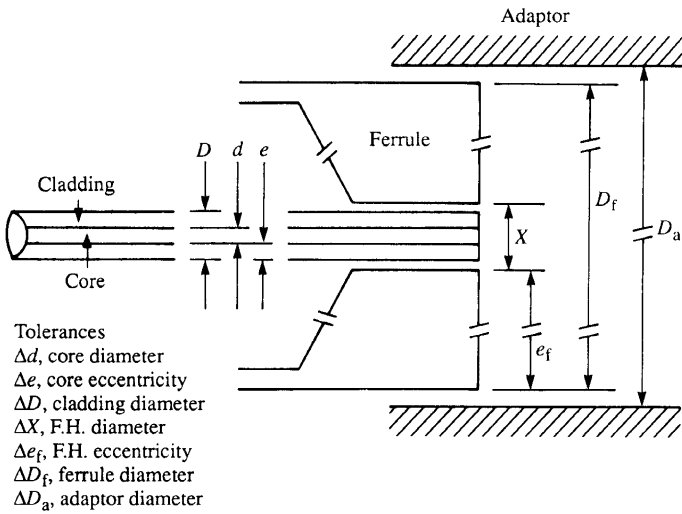 Adaptor
Ferrule
D d e
Cladding
Core
X
D_f
D_a
e_f
Tolerances
Δd, core diameter
Δe, core eccentricity
ΔD, cladding diameter
ΔX, F.H. diameter
Δe_f, F.H. eccentricity
ΔD_f, ferrule diameter
ΔD_a, adaptor diameter